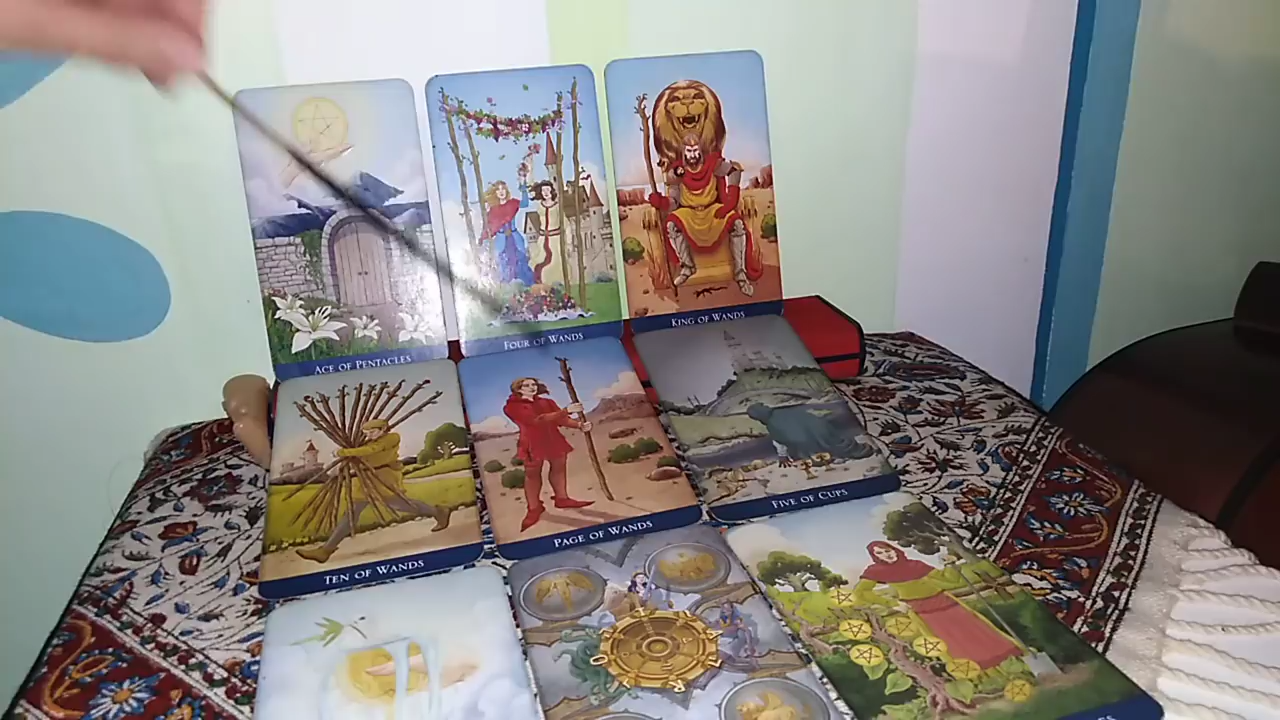 ACE OF PENTACLES
FOUR OF WANDS
KING OF WANDS
TEN OF WANDS
PAGE OF WANDS
FIVE OF CUPS